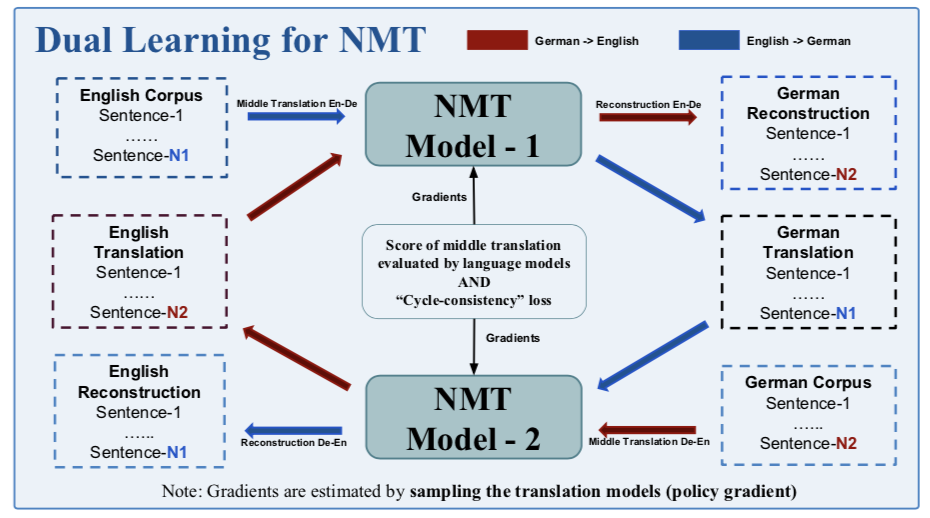 Dual Learning for NMT
German -> English
English -> German
English Corpus
Sentence-1
……
Sentence-N1
Middle Translation En-De
NMT
Model - 1
Reconstruction En-De
German
Reconstruction
Sentence-1
……
Sentence-N2
Gradients
English
Translation
Sentence-1
……
Sentence-N2
Score of middle translation
evaluated by language models
AND
“Cycle-consistency” loss
German
Translation
Sentence-1
……
Sentence-N1
Gradients
English
Reconstruction
Sentence-1
…...
Sentence-N1
Reconstruction De-En
NMT
Model - 2
Middle Translation De-En
German Corpus
Sentence-1
…...
Sentence-N2
Note: Gradients are estimated by sampling the translation models (policy gradient)